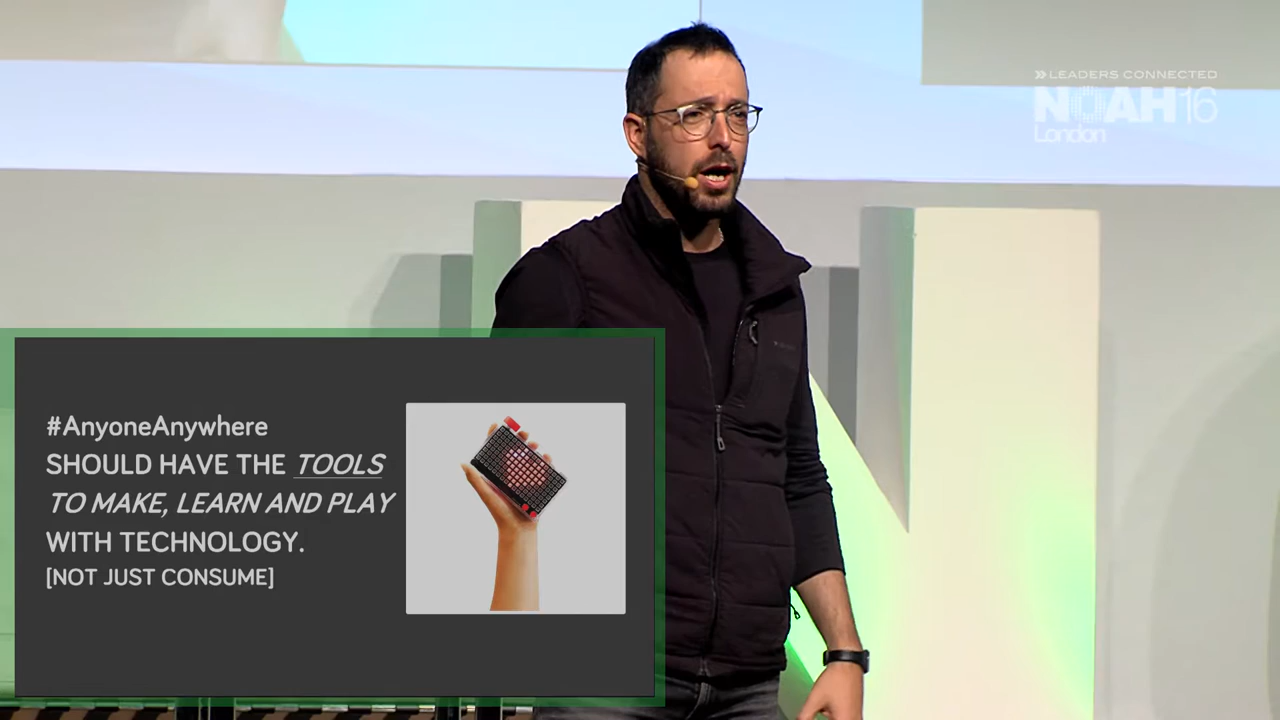 LEADERS CONNECTED
NOAH16
London
#AnyoneAnywhere
SHOULD HAVE THE TOOLS
TO MAKE, LEARN AND PLAY
WITH TECHNOLOGY.
[NOT JUST CONSUME]